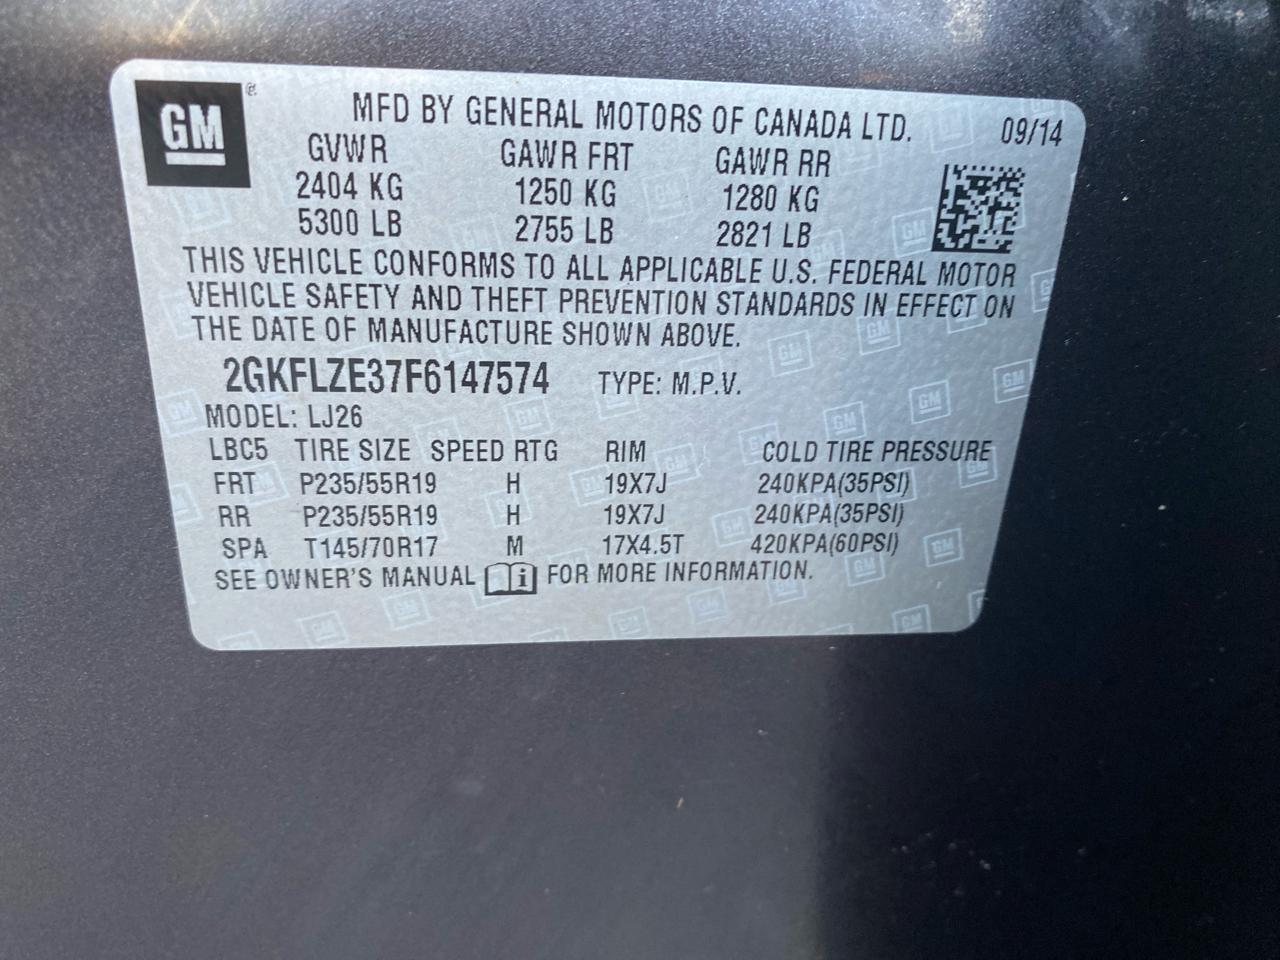 GM ®
MFD BY GENERAL MOTORS OF CANADA LTD. 09/14
GVWR GAWR FRT GAWR RR
2404 KG 1250 KG 1280 KG
5300 LB 2755 LB 2821 LB
THIS VEHICLE CONFORMS TO ALL APPLICABLE U.S. FEDERAL MOTOR
VEHICLE SAFETY AND THEFT PREVENTION STANDARDS IN EFFECT ON
THE DATE OF MANUFACTURE SHOWN ABOVE.
2GKFLZE37F6147574 TYPE: M.P.V.
MODEL: LJ26
LBC5 TIRE SIZE SPEED RTG RIM COLD TIRE PRESSURE
FRT P235/55R19 H 19X7J 240KPA(35PSI)
RR P235/55R19 H 19X7J 240KPA(35PSI)
SPA T145/70R17 M 17X4.5T 420KPA(60PSI)
SEE OWNER'S MANUAL i FOR MORE INFORMATION.